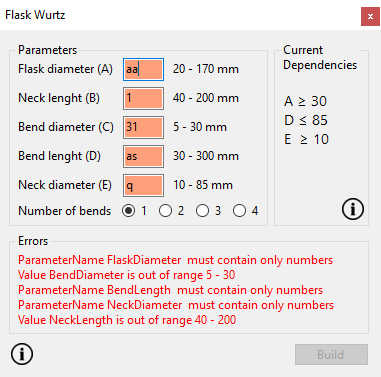 Flask Wurtz
x
Parameters
Flask diameter (A) aa 20 - 170 mm
Neck lenght (B) 1 40 - 200 mm
Bend diameter (C) 31 5 - 30 mm
Bend lenght (D) as 30 - 300 mm
Neck diameter (E) q 10 - 85 mm
Number of bends 1 2 3 4
Current
Dependencies
A ≥ 30
D ≤ 85
E ≥ 10
i
Errors
ParameterName FlaskDiameter must contain only numbers
Value BendDiameter is out of range 5 - 30
ParameterName BendLength must contain only numbers
ParameterName NeckDiameter must contain only numbers
Value NeckLength is out of range 40 - 200
i
Build